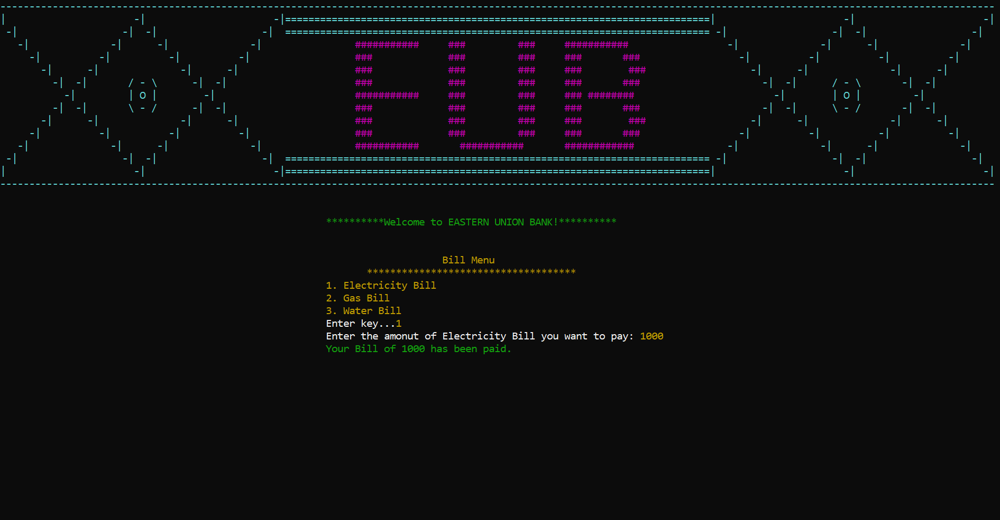 EUB
**********Welcome to EASTERN UNION BANK!**********
Bill Menu
************************************
1. Electricity Bill
2. Gas Bill
3. Water Bill
Enter key...1
Enter the amonut of Electricity Bill you want to pay: 1000
Your Bill of 1000 has been paid.